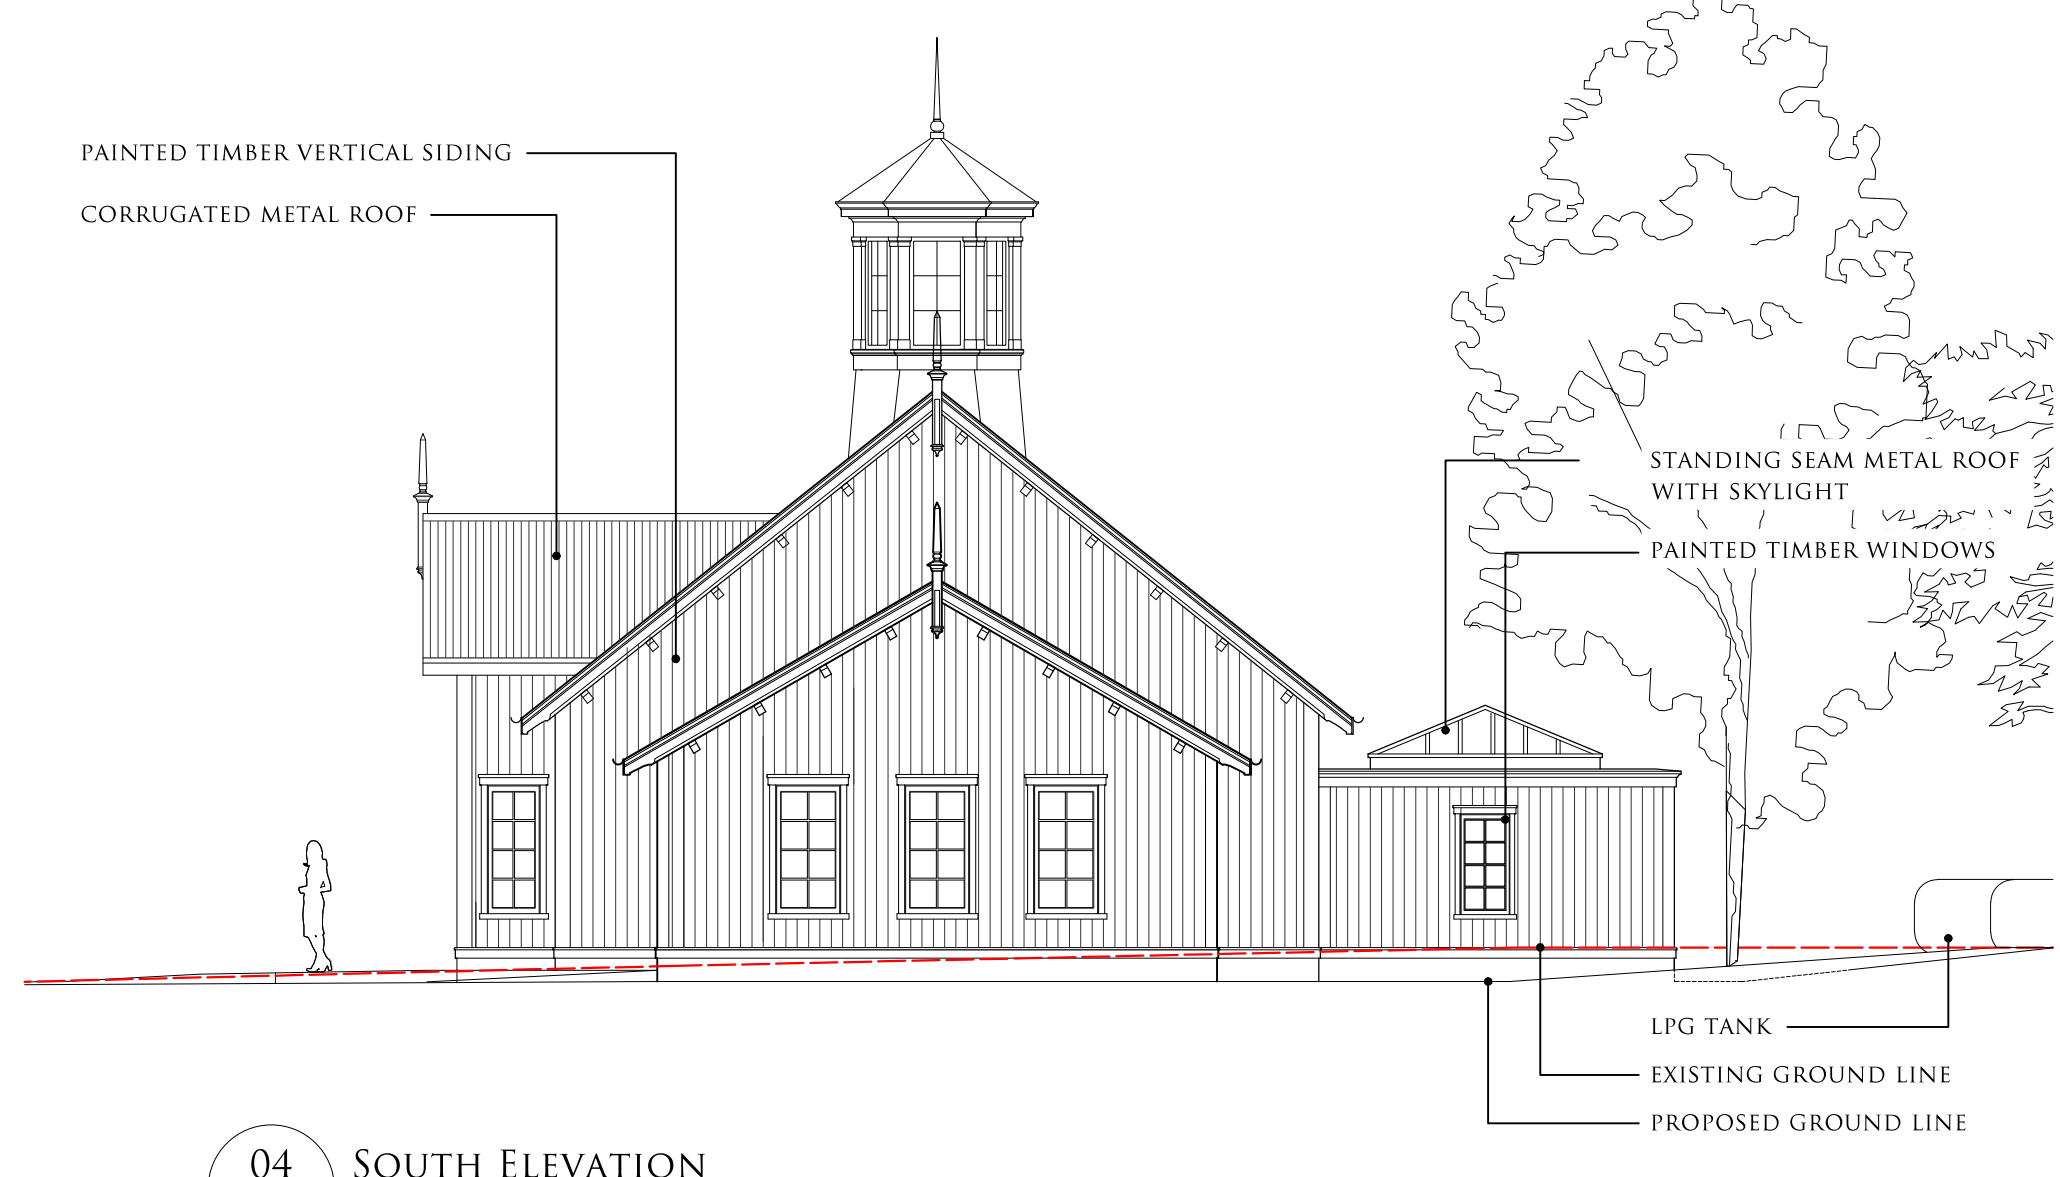 PAINTED TIMBER VERTICAL SIDING
CORRUGATED METAL ROOF
STANDING SEAM METAL ROOF
WITH SKYLIGHT
PAINTED TIMBER WINDOWS
LPG TANK
EXISTING GROUND LINE
PROPOSED GROUND LINE
04 SOUTH ELEVATION